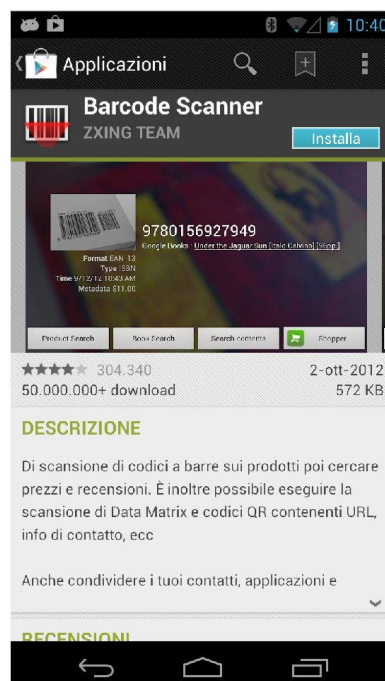 10:40
Applicazioni
Barcode Scanner
ZXING TEAM
Installa
9780156927949
Google Books : Under the Jaguar Sun [Italo Calvino] [96pp.]
Format EAN-13
Type ISBN
Time 9/12/12 10:43 AM
Metadata $11.00
Product Search
Book Search
Search contents
Shopper
304.340
2-ott-2012
50.000.000+ download
572 KB
DESCRIZIONE
Di scansione di codici a barre sui prodotti poi cercare
prezzi e recensioni. È inoltre possibile eseguire la
scansione di Data Matrix e codici QR contenenti URL,
info di contatto, ecc
Anche condividere i tuoi contatti, applicazioni e
RECENSIONI